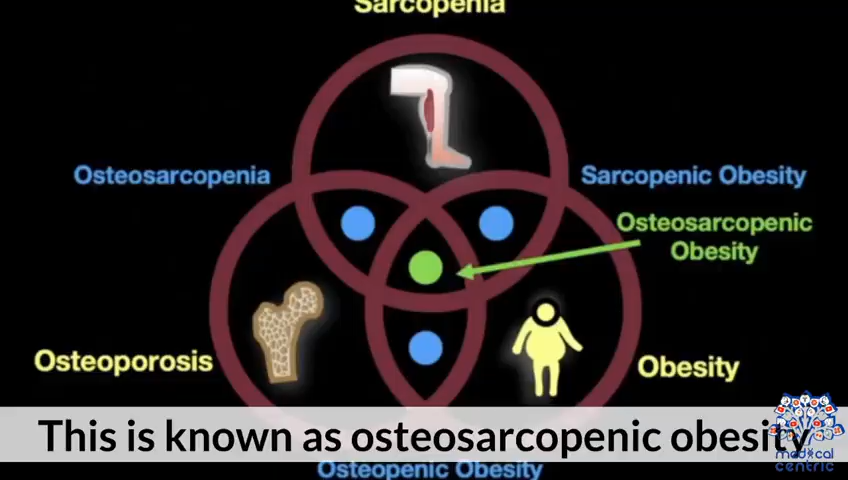 Sarcopenia
Osteosarcopenia
Sarcopenic Obesity
Osteosarcopenic
Obesity
Osteoporosis
Obesity
This is known as osteosarcopenic obesity
medical
centric
Osteopenic Obesity